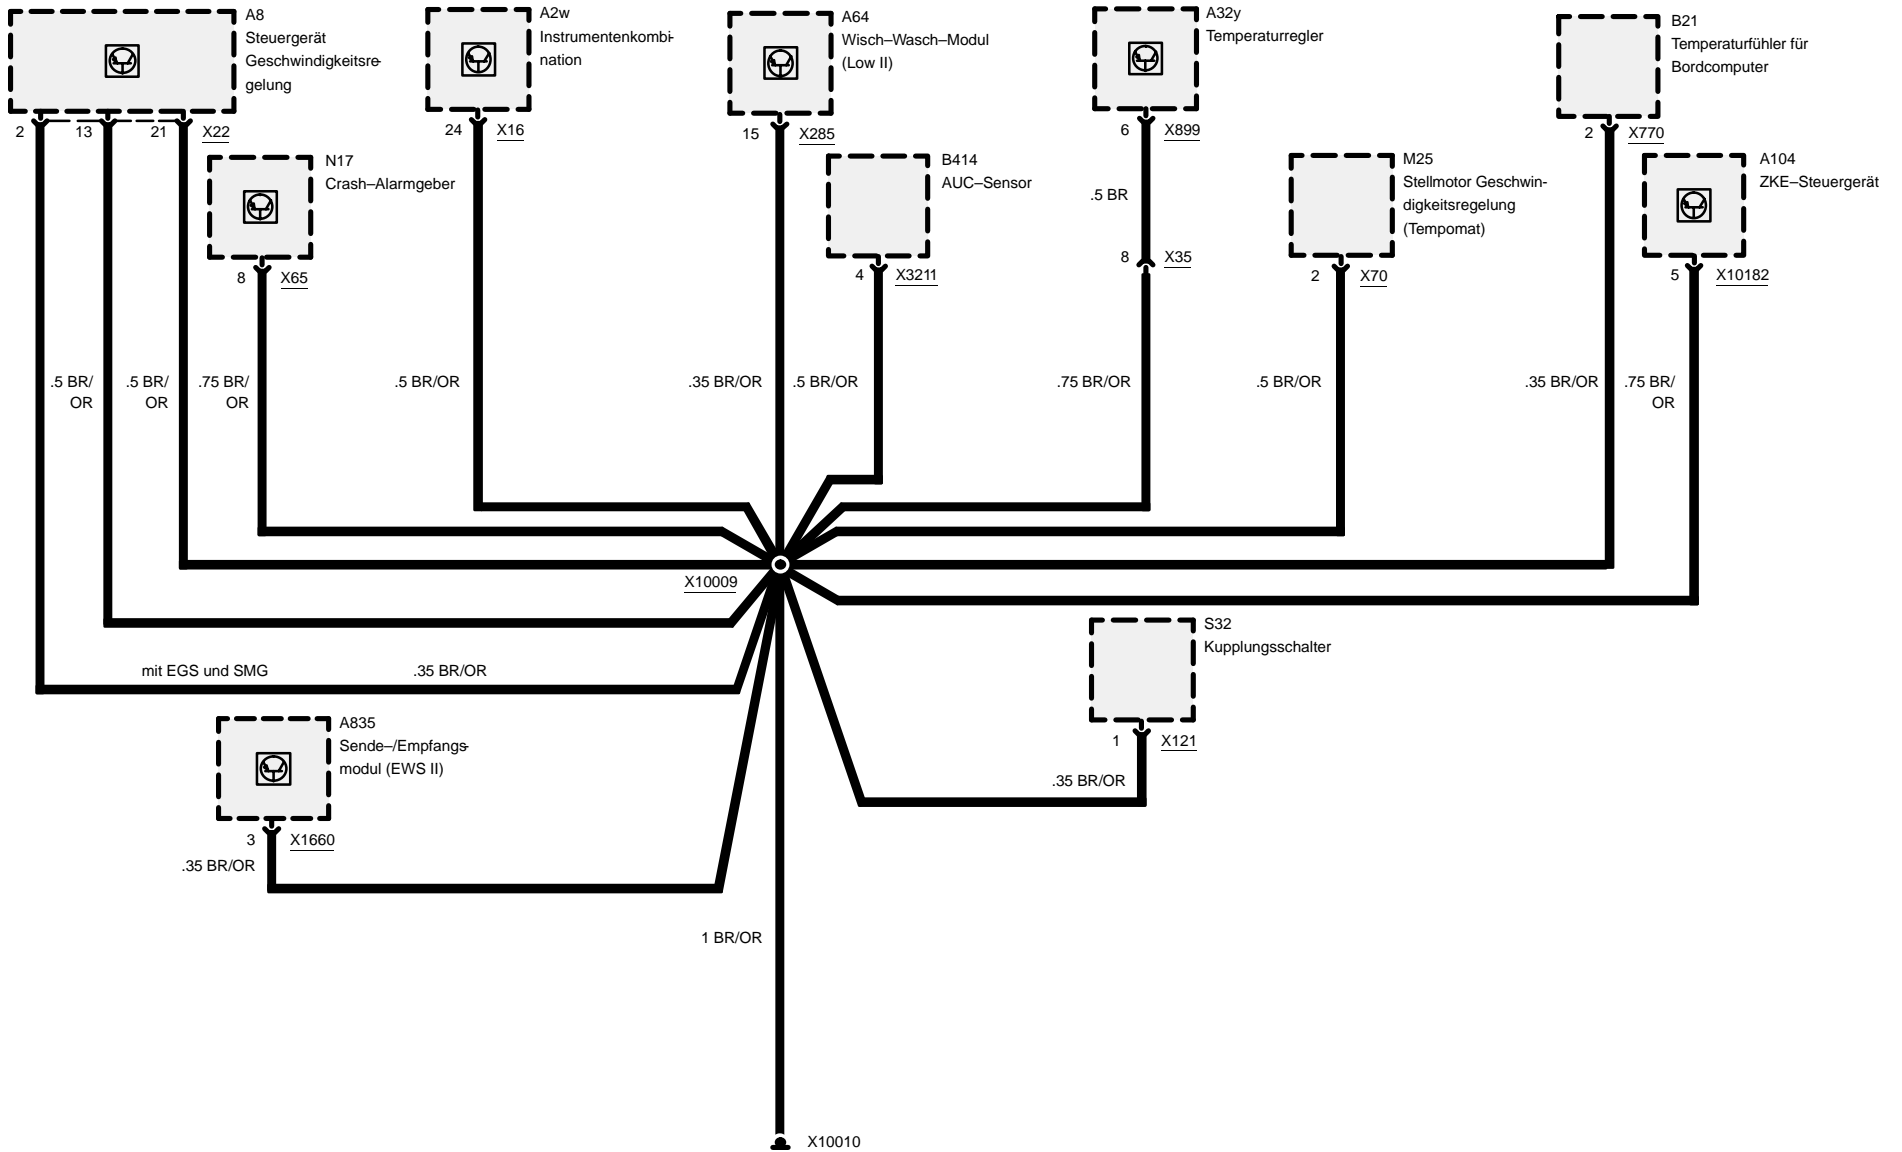 A8
Steuergerät
Geschwindigkeitsre-
gelung
A2w
Instrumentenkombi-
nation
A64
Wisch–Wasch–Modul
(Low II)
A32y
Temperaturregler
B21
Temperaturfühler für
Bordcomputer
2 13 21 X22
24 X16
15 X285
6 X899
2 X770
N17
Crash–Alarmgeber
B414
AUC–Sensor
M25
Stellmotor Geschwin-
digkeitsregelung
(Tempomat)
A104
ZKE–Steuergerät
.5 BR
8 X35
8 X65
4 X3211
2 X70
5 X10182
.5 BR/
OR
.5 BR/
OR
.75 BR/
OR
.5 BR/OR
.35 BR/OR
.5 BR/OR
.75 BR/OR
.5 BR/OR
.35 BR/OR
.75 BR/
OR
X10009
S32
Kupplungsschalter
mit EGS und SMG .35 BR/OR
A835
Sende–/Empfangs-
modul (EWS II)
1 X121
.35 BR/OR
3 X1660
.35 BR/OR
1 BR/OR
X10010